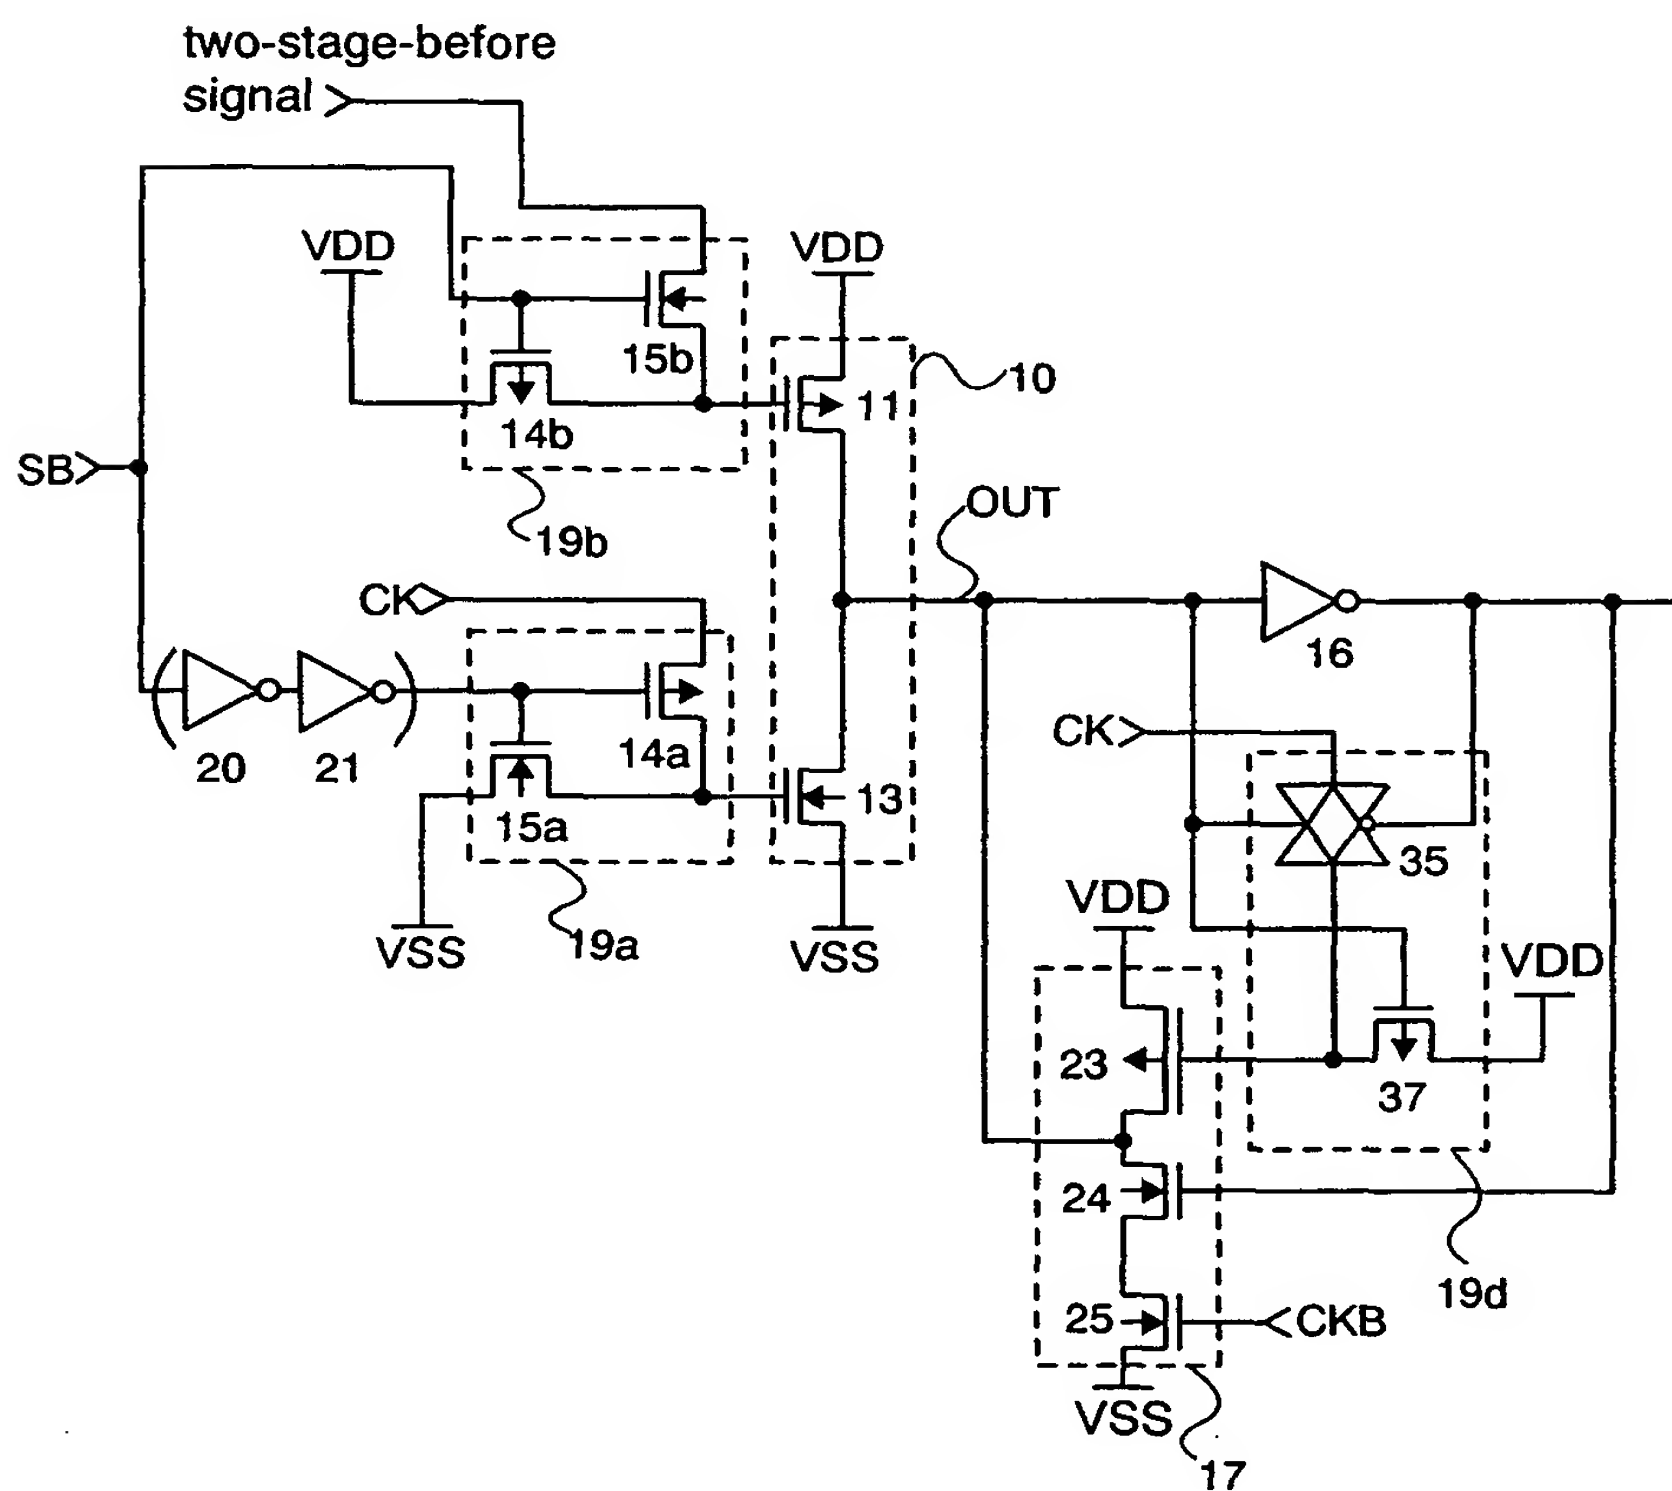 two-stage-before
signal
VDD
VDD
15b
10
11
14b
SB
OUT
19b
CK
16
14a
CK
20
21
13
15a
35
VDD
19a
VSS
VSS
VDD
23
37
24
19d
25
CKB
VSS
17